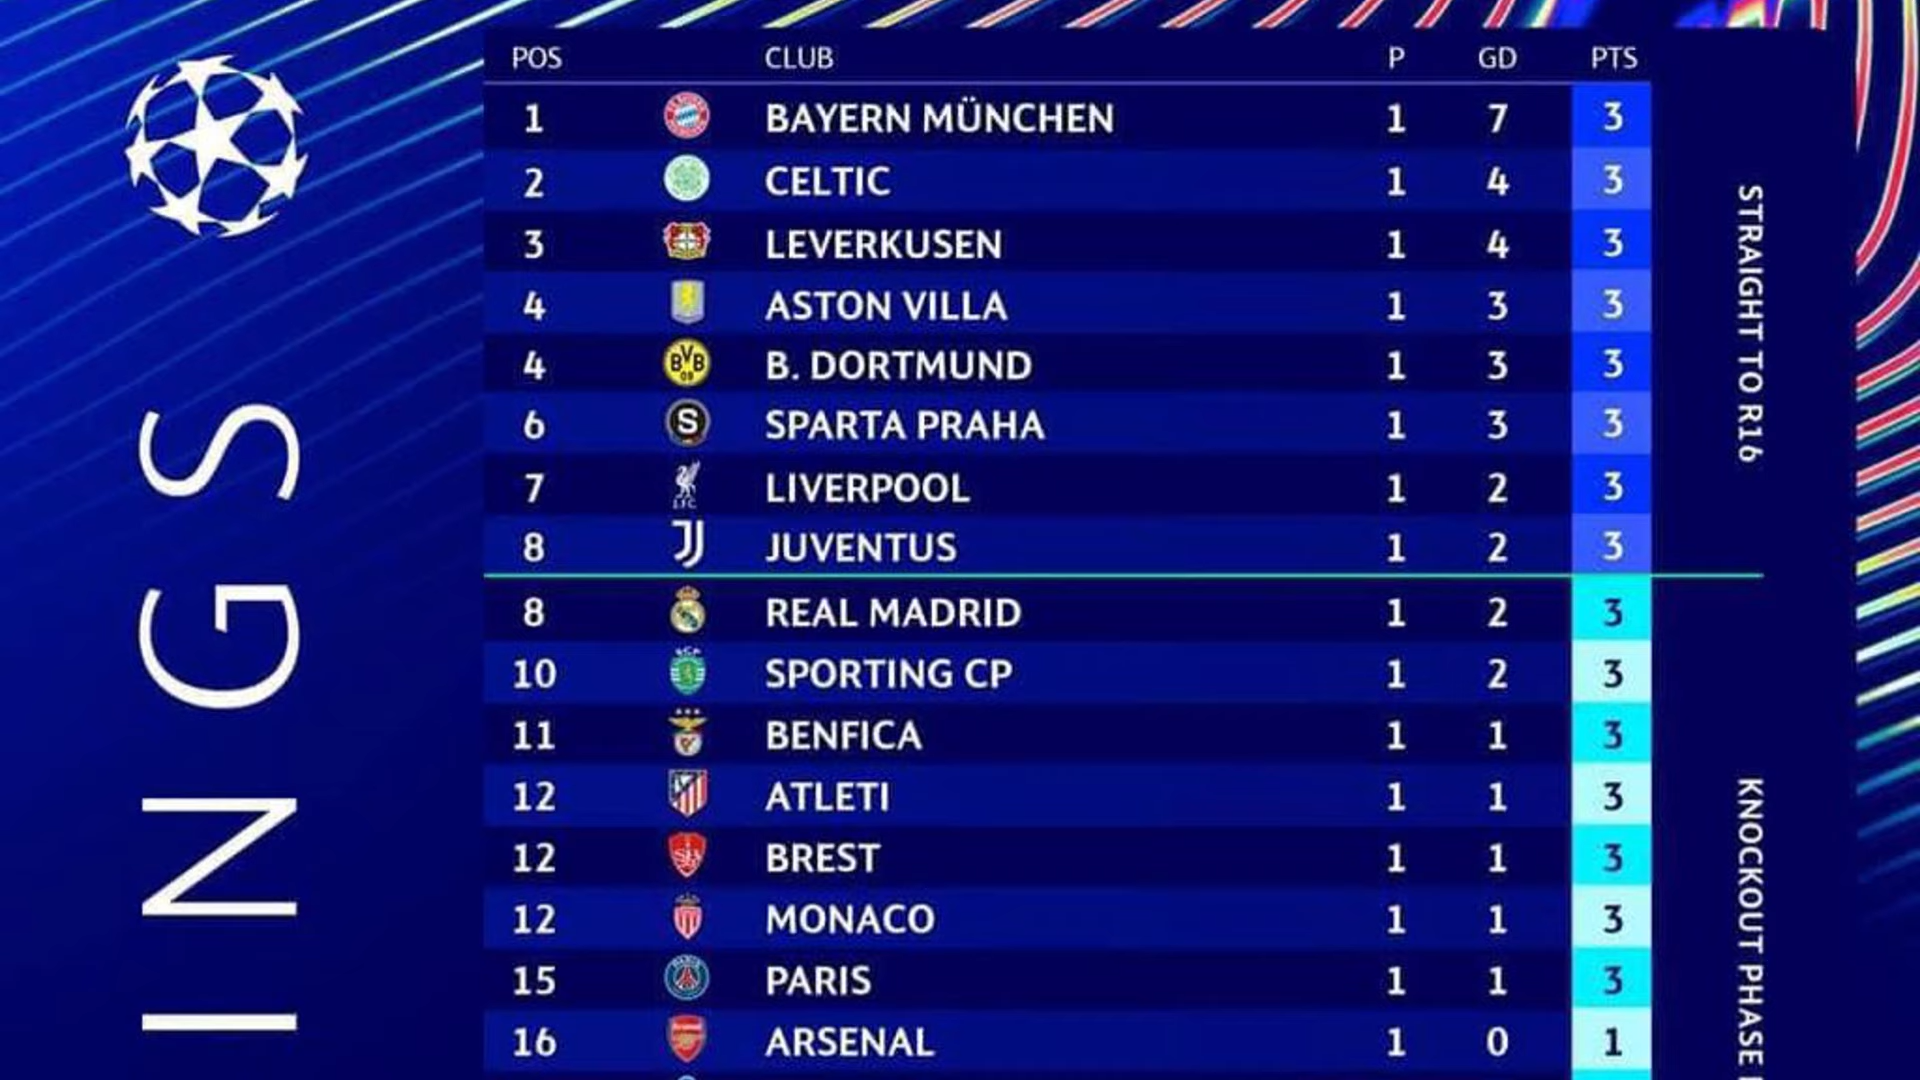 POS CLUB P GD PTS
1 BAYERN MÜNCHEN 1 7 3
2 CELTIC 1 4 3
3 LEVERKUSEN 1 4 3
4 ASTON VILLA 1 3 3
4 BVB 09 B. DORTMUND 1 3 3
6 S SPARTA PRAHA 1 3 3
7 L.F.C. LIVERPOOL 1 2 3
8 JUVENTUS 1 2 3
8 REAL MADRID 1 2 3
10 SCP SPORTING CP 1 2 3
11 BENFICA 1 1 3
12 ATLETI 1 1 3
12 BREST 1 1 3
12 MONACO 1 1 3
15 PARIS PARIS 1 1 3
16 Arsenal ARSENAL 1 0 1
STRAIGHT TO R16
KNOCKOUT PHASE
INGS